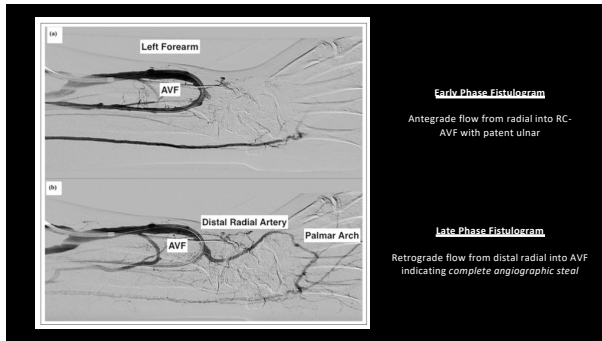 (a)
Left Forearm
AVF
(b)
Distal Radial Artery
Palmar Arch
AVF
Early Phase Fistulogram
Antegrade flow from radial into RC-
AVF with patent ulnar
Late Phase Fistulogram
Retrograde flow from distal radial into AVF
indicating complete angiographic steal